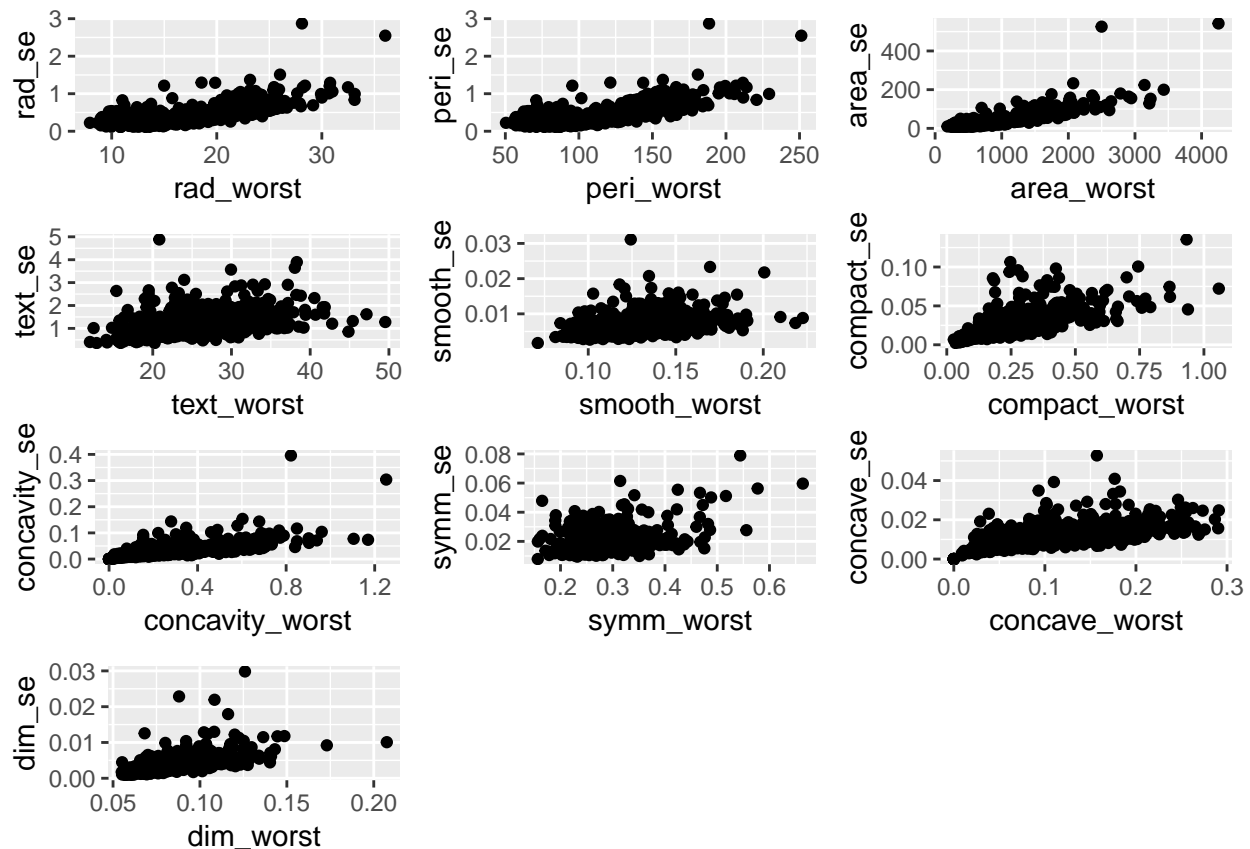 rad_se
3
2
1
0
10 20 30
rad_worst
peri_se
3
2
1
0
50 100 150 200 250
peri_worst
area_se
400
200
0
0 1000 2000 3000 4000
area_worst
text_se
5
4
3
2
1
20 30 40 50
text_worst
smooth_se
0.03
0.02
0.01
0.10 0.15 0.20
smooth_worst
compact_se
0.10
0.05
0.00
0.00 0.25 0.50 0.75 1.00
compact_worst
concavity_se
0.4
0.3
0.2
0.1
0.0
0.0 0.4 0.8 1.2
concavity_worst
symm_se
0.08
0.06
0.04
0.02
0.2 0.3 0.4 0.5 0.6
symm_worst
concave_se
0.04
0.02
0.00
0.0 0.1 0.2 0.3
concave_worst
dim_se
0.03
0.02
0.01
0.00
0.05 0.10 0.15 0.20
dim_worst